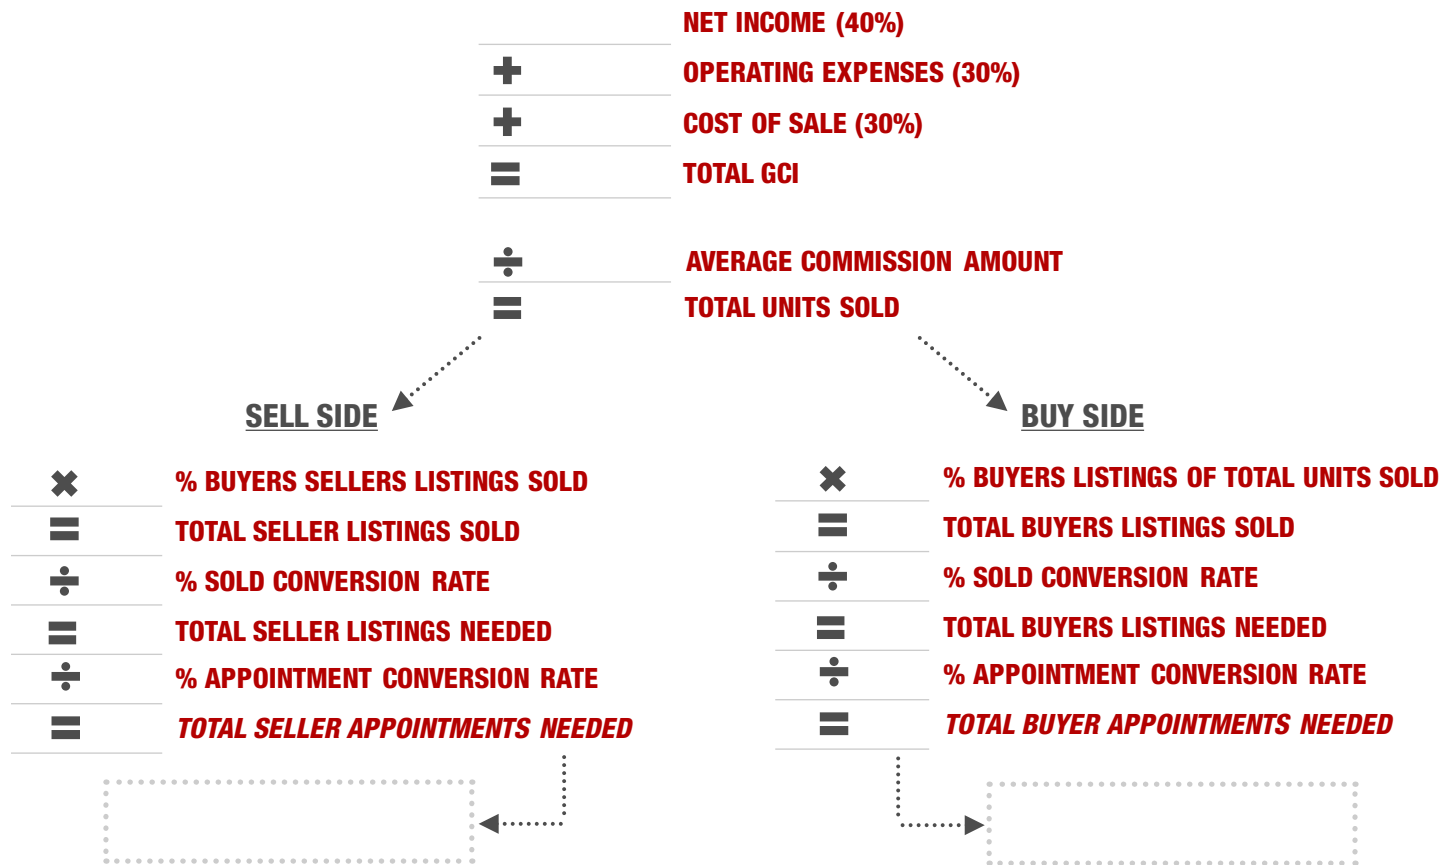 NET INCOME (40%)
+ OPERATING EXPENSES (30%)
+ COST OF SALE (30%)
= TOTAL GCI
÷ AVERAGE COMMISSION AMOUNT
= TOTAL UNITS SOLD
SELL SIDE
× % BUYERS SELLERS LISTINGS SOLD
= TOTAL SELLER LISTINGS SOLD
÷ % SOLD CONVERSION RATE
= TOTAL SELLER LISTINGS NEEDED
÷ % APPOINTMENT CONVERSION RATE
= TOTAL SELLER APPOINTMENTS NEEDED
BUY SIDE
× % BUYERS LISTINGS OF TOTAL UNITS SOLD
= TOTAL BUYERS LISTINGS SOLD
÷ % SOLD CONVERSION RATE
= TOTAL BUYERS LISTINGS NEEDED
÷ % APPOINTMENT CONVERSION RATE
= TOTAL BUYER APPOINTMENTS NEEDED